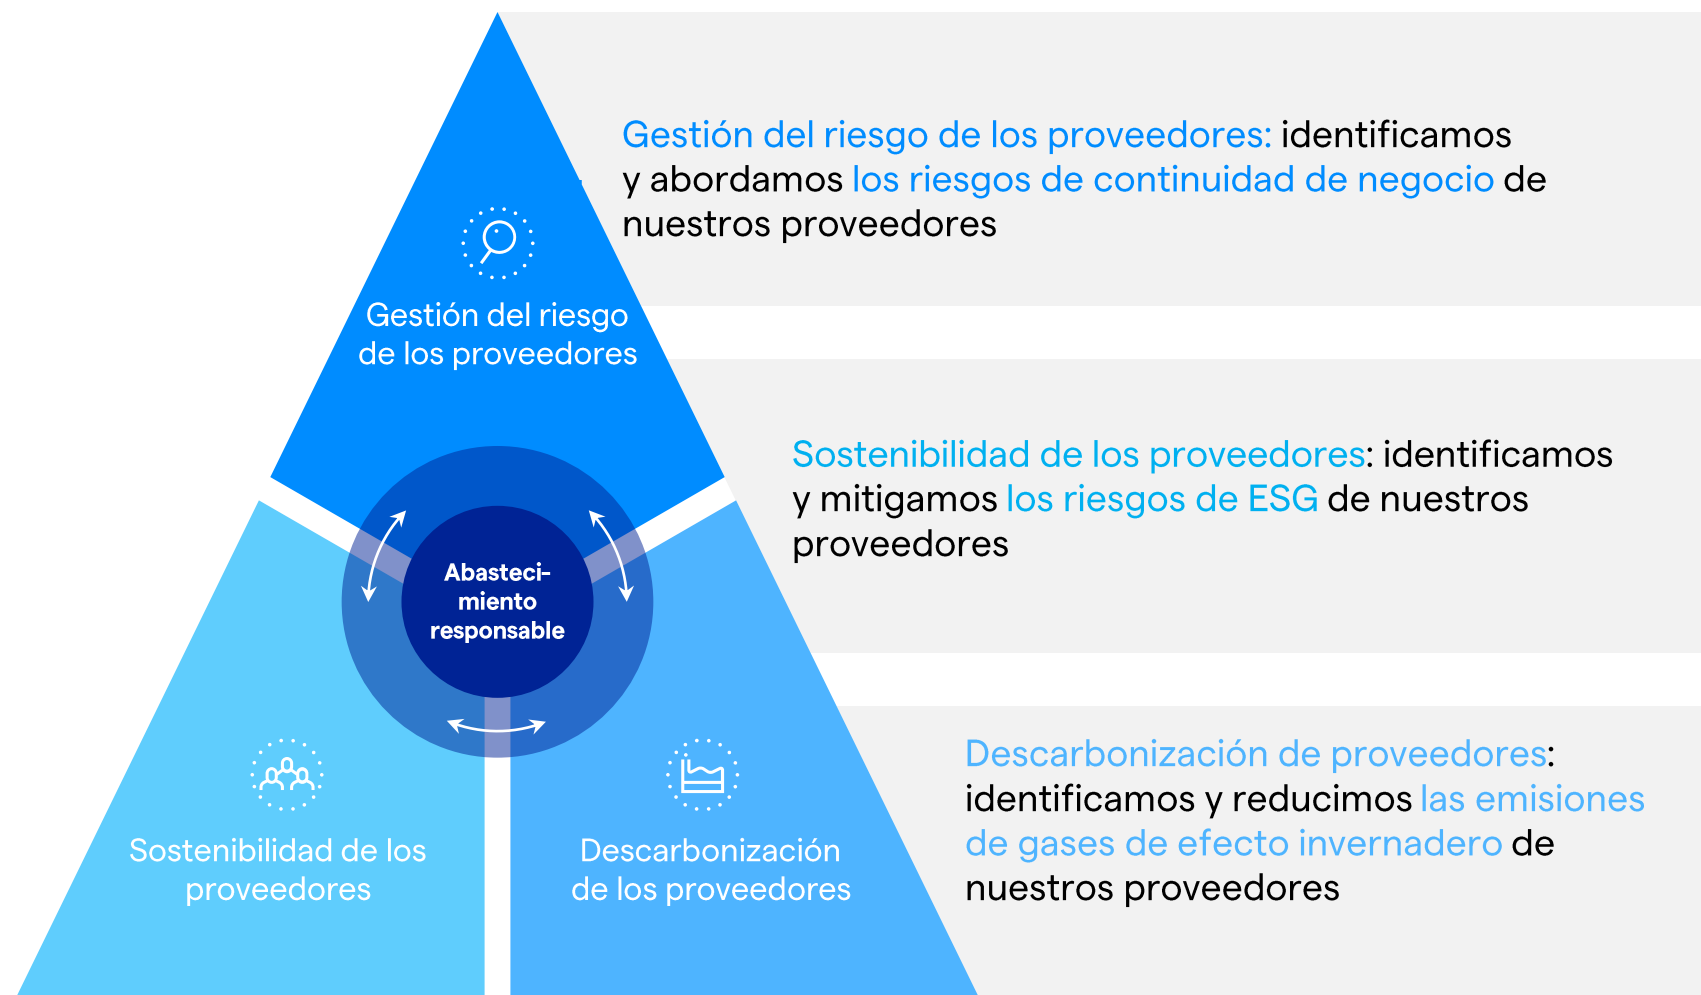 Gestión del riesgo de los proveedores: identificamos
y abordamos los riesgos de continuidad de negocio de
nuestros proveedores
Gestión del riesgo
de los proveedores
Sostenibilidad de los proveedores: identificamos
y mitigamos los riesgos de ESG de nuestros
proveedores
Abasteci-
miento
responsable
Descarbonización de proveedores:
identificamos y reducimos las emisiones
de gases de efecto invernadero de
nuestros proveedores
Sostenibilidad de los
proveedores
Descarbonización
de los proveedores